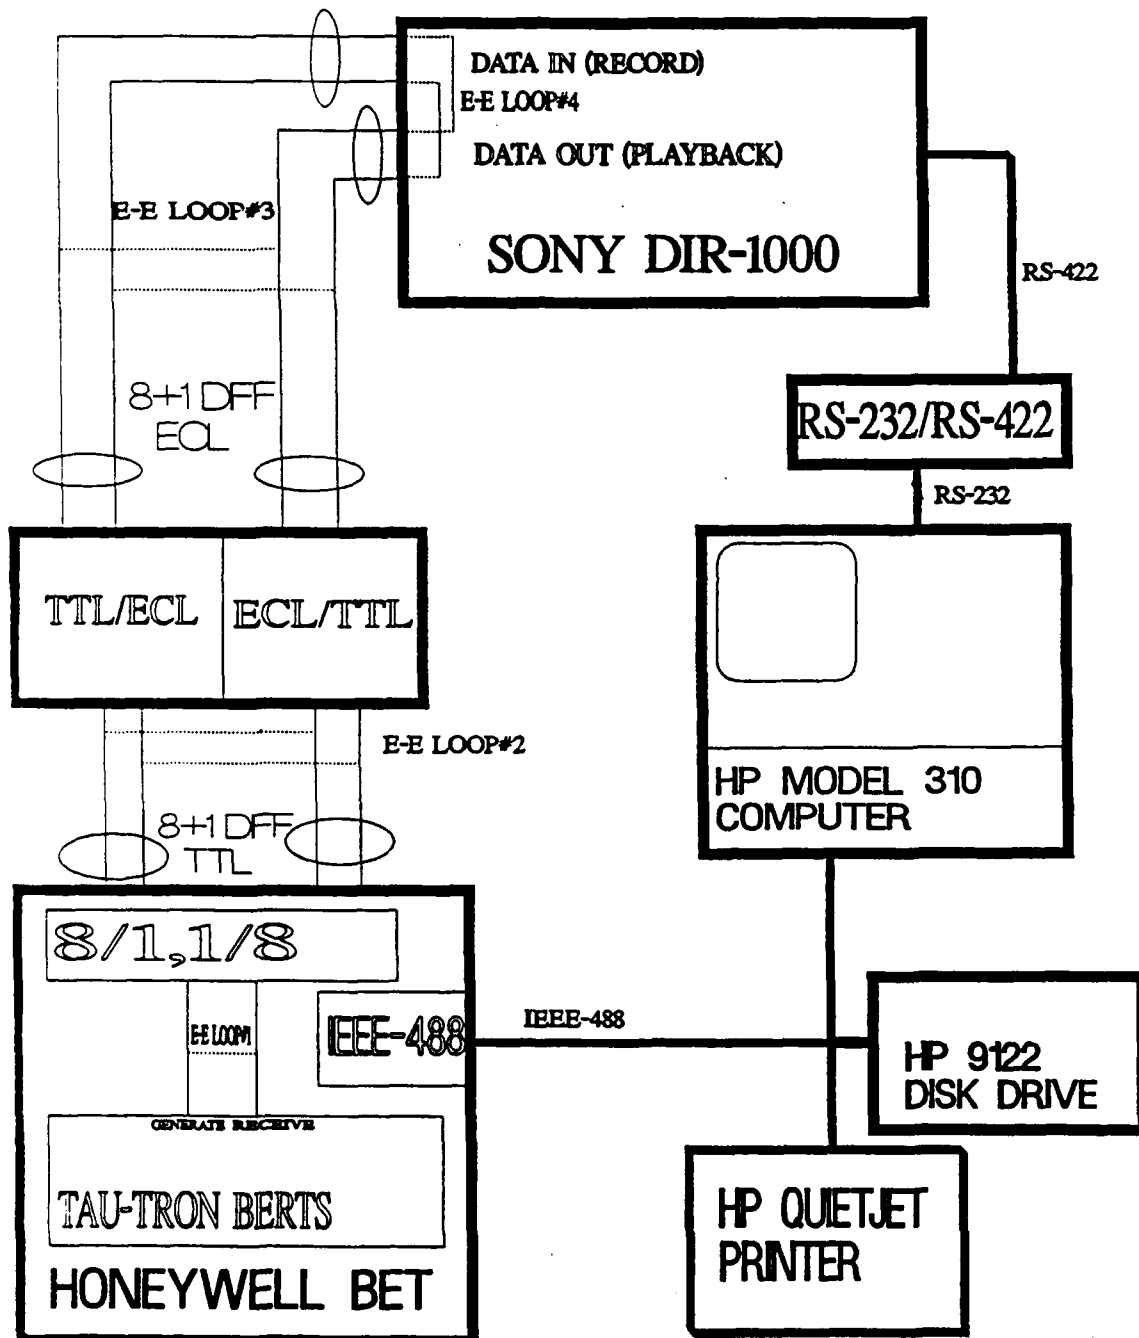 DATA IN (RECORD)
E-E LOOP#4
DATA OUT (PLAYBACK)
SONY DIR-1000
E-E LOOP#3
RS-422
8+1 DFF
ECL
RS-232/RS-422
RS-232
TTL/ECL
ECL/TTL
E-E LOOP#2
HP MODEL 310
COMPUTER
8+1 DFF
TTL
8/1,1/8
E-E LOOP#1
IEEE-488
IEEE-488
HP 9122
DISK DRIVE
GENERATE RECEIVE
TAU-TRON BERTS
HONEYWELL BET
HP QUIETJET
PRINTER